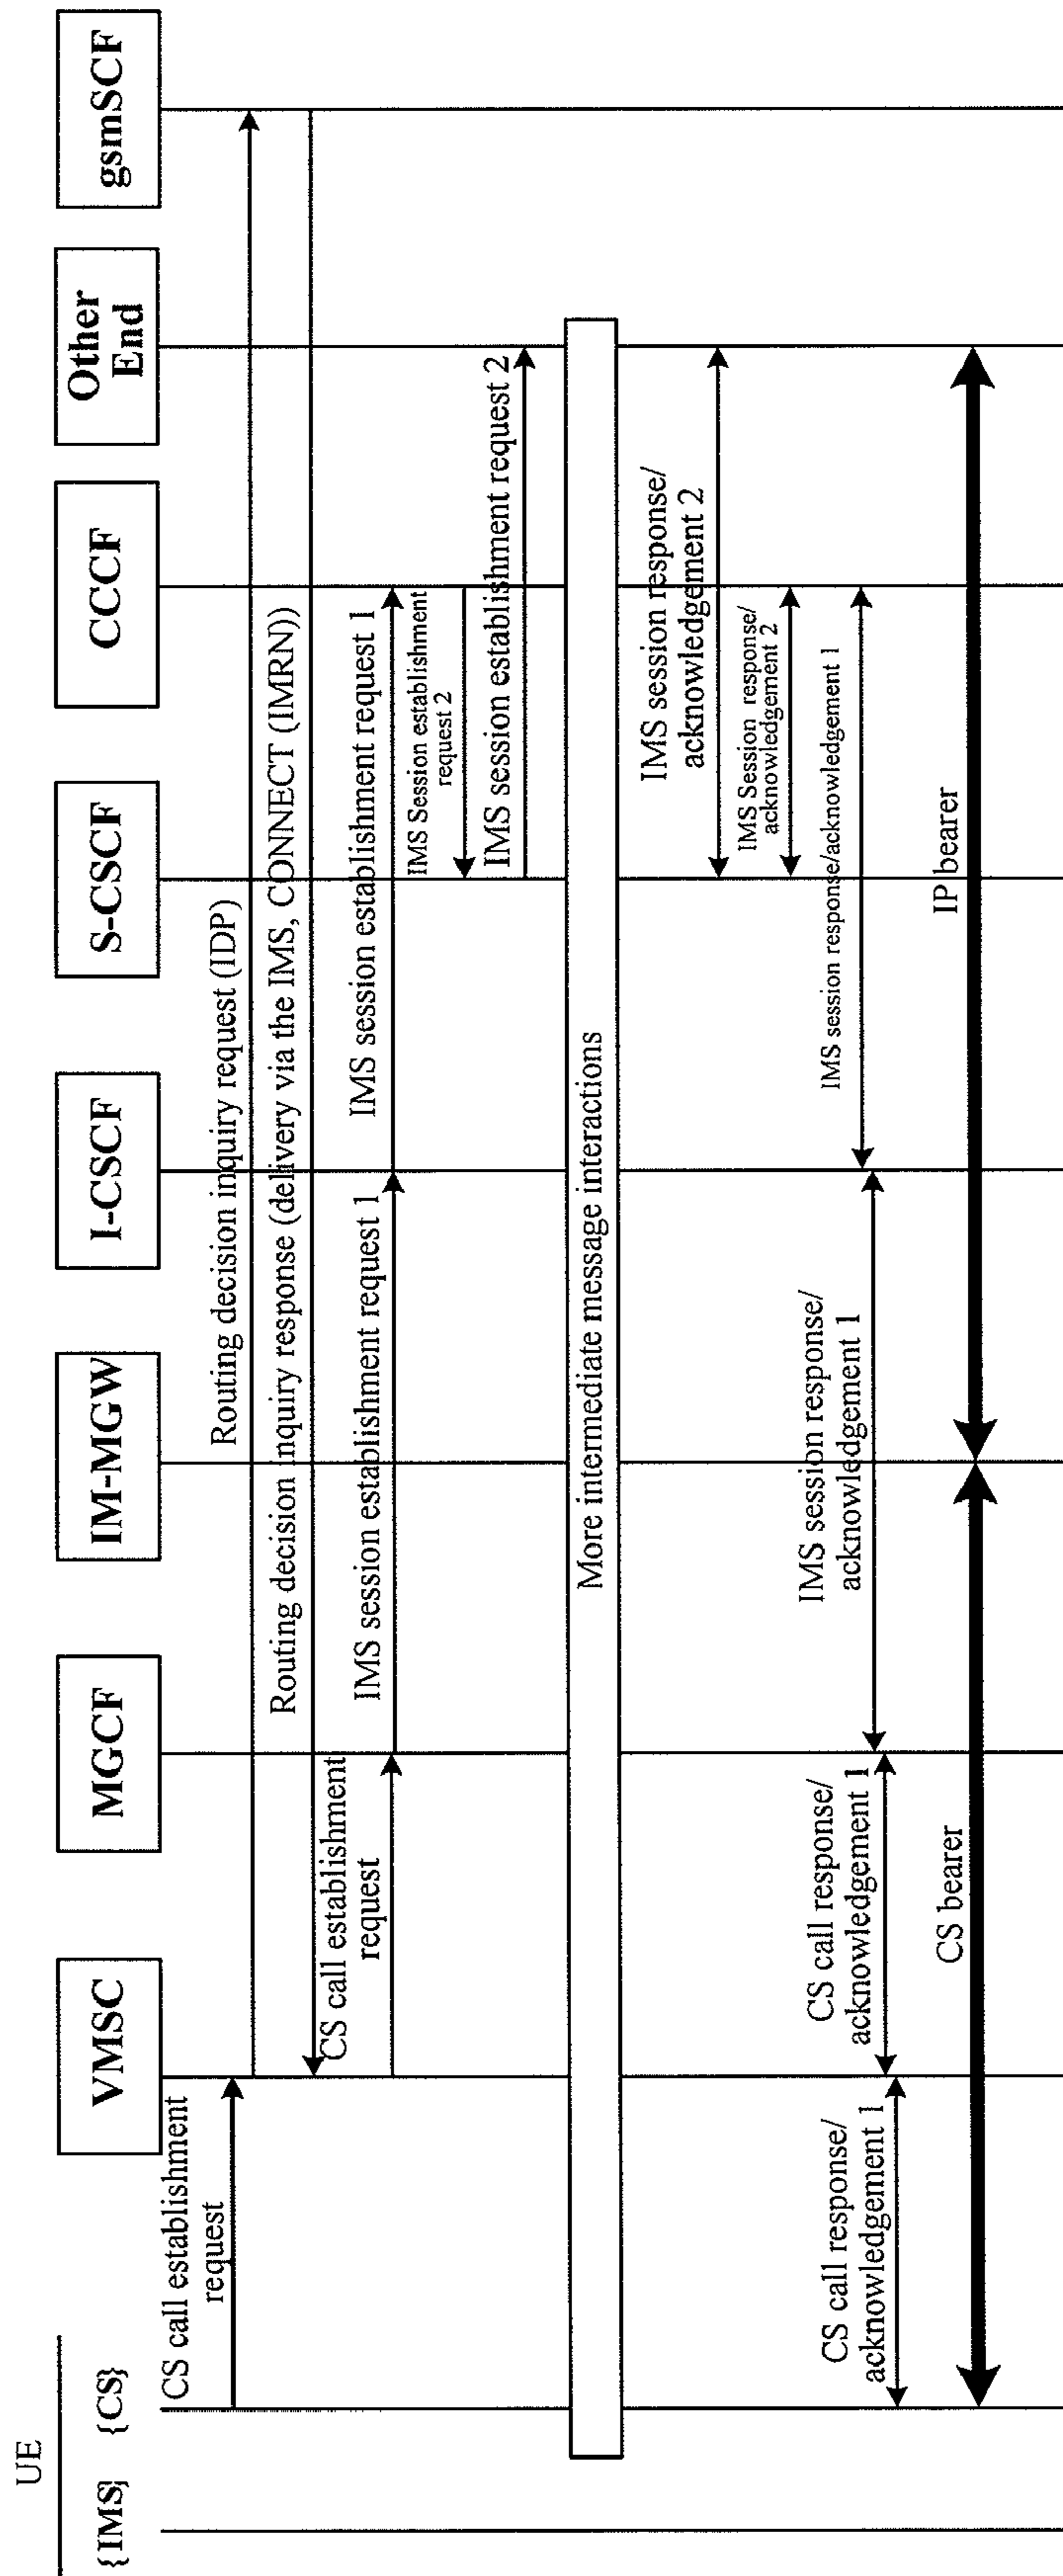 UE
{IMS}
{CS}
VMSC
MGCF
IM-MGW
I-CSCF
S-CSCF
CCCF
Other
End
gsmSCF
CS call establishment
request
Routing decision inquiry request (IDP)
Routing decision inquiry response (delivery via the IMS, CONNECT (IMRN))
CS call establishment
request
IMS session establishment request 1
IMS session establishment request 1
IMS Session establishment
request 2
IMS session establishment request 2
More intermediate message interactions
IMS session response/
acknowledgement 2
IMS Session response/
acknowledgement 2
IMS session response/acknowledgement 1
IMS session response/
acknowledgement 1
CS call response/
acknowledgement 1
CS call response/
acknowledgement 1
CS bearer
IP bearer